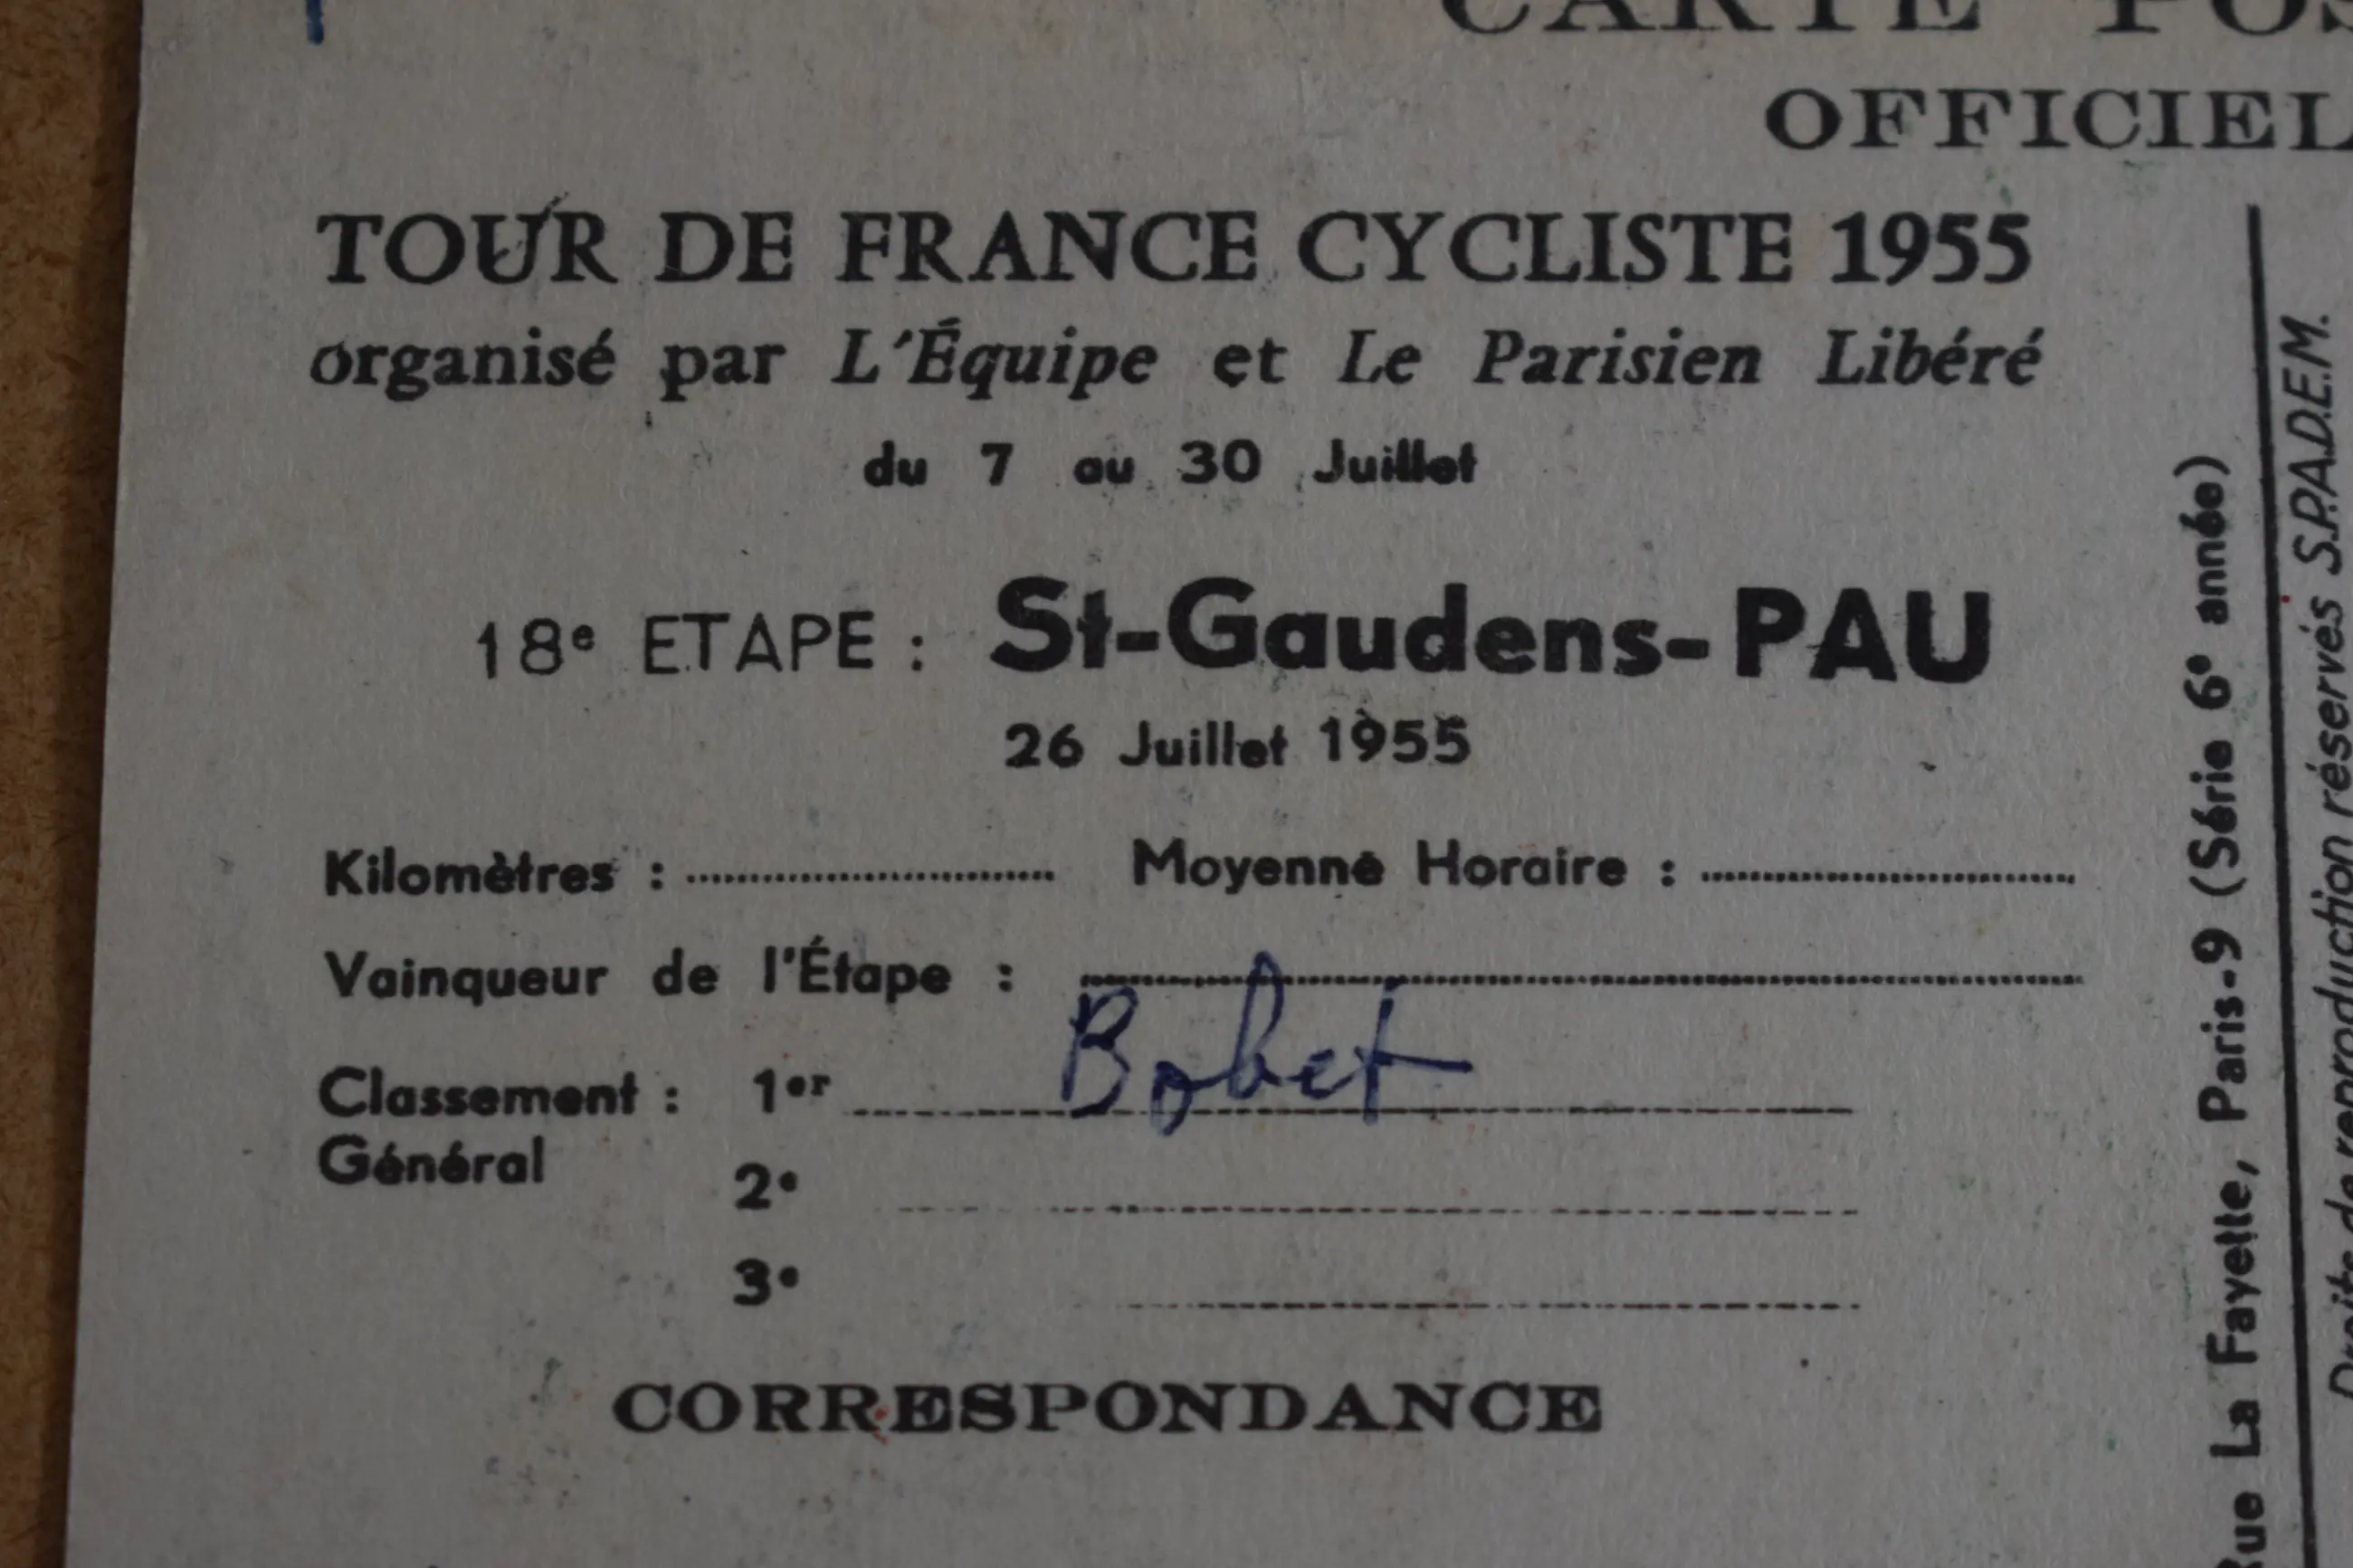 OFFICIEL
TOUR DE FRANCE CYCLISTE 1955
organisé par L'Équipe et Le Parisien Libéré
du 7 au 30 Juillet
18e ETAPE : St-Gaudens-PAU
26 Juillet 1955
Kilomètres : Moyenne Horaire :
Vainqueur de l'Étape :
Bobet
Classement : 1er
Général
2e
3e
CORRESPONDANCE
La Fayette, Paris-9 (Série 6e année)
de reproduction réservés S.P.A.D.E.M.